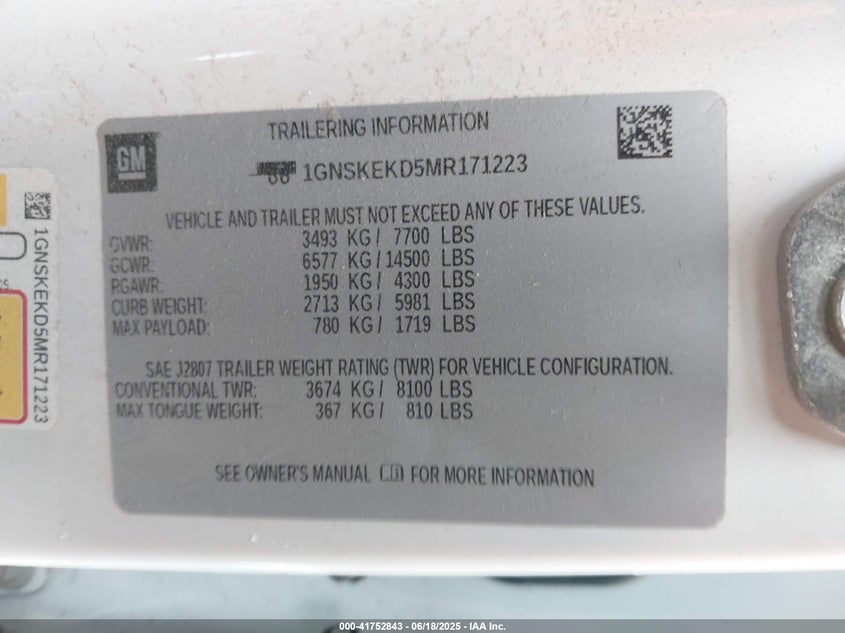 TRAILERING INFORMATION
GM
1GNSKEKD5MR171223
VEHICLE AND TRAILER MUST NOT EXCEED ANY OF THESE VALUES.
GVWR: 3493 KG / 7700 LBS
GCWR: 6577 KG / 14500 LBS
RGAWR: 1950 KG / 4300 LBS
CURB WEIGHT: 2713 KG / 5981 LBS
MAX PAYLOAD: 780 KG / 1719 LBS
SAE J2807 TRAILER WEIGHT RATING (TWR) FOR VEHICLE CONFIGURATION.
CONVENTIONAL TWR: 3674 KG / 8100 LBS
MAX TONGUE WEIGHT: 367 KG / 810 LBS
SEE OWNER'S MANUAL FOR MORE INFORMATION
1GNSKEKD5MR171223
000-41752843 - 06/18/2025 - IAA Inc.